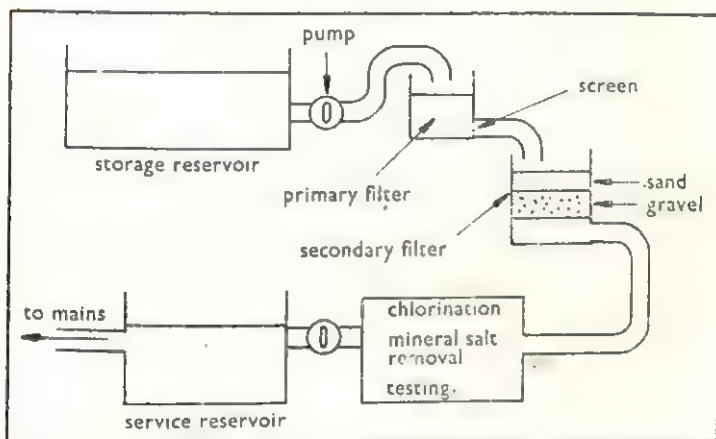 pump
screen
storage reservoir
primary filter
sand
gravel
secondary filter
to mains
chlorination
mineral salt
removal
testing.
service reservoir